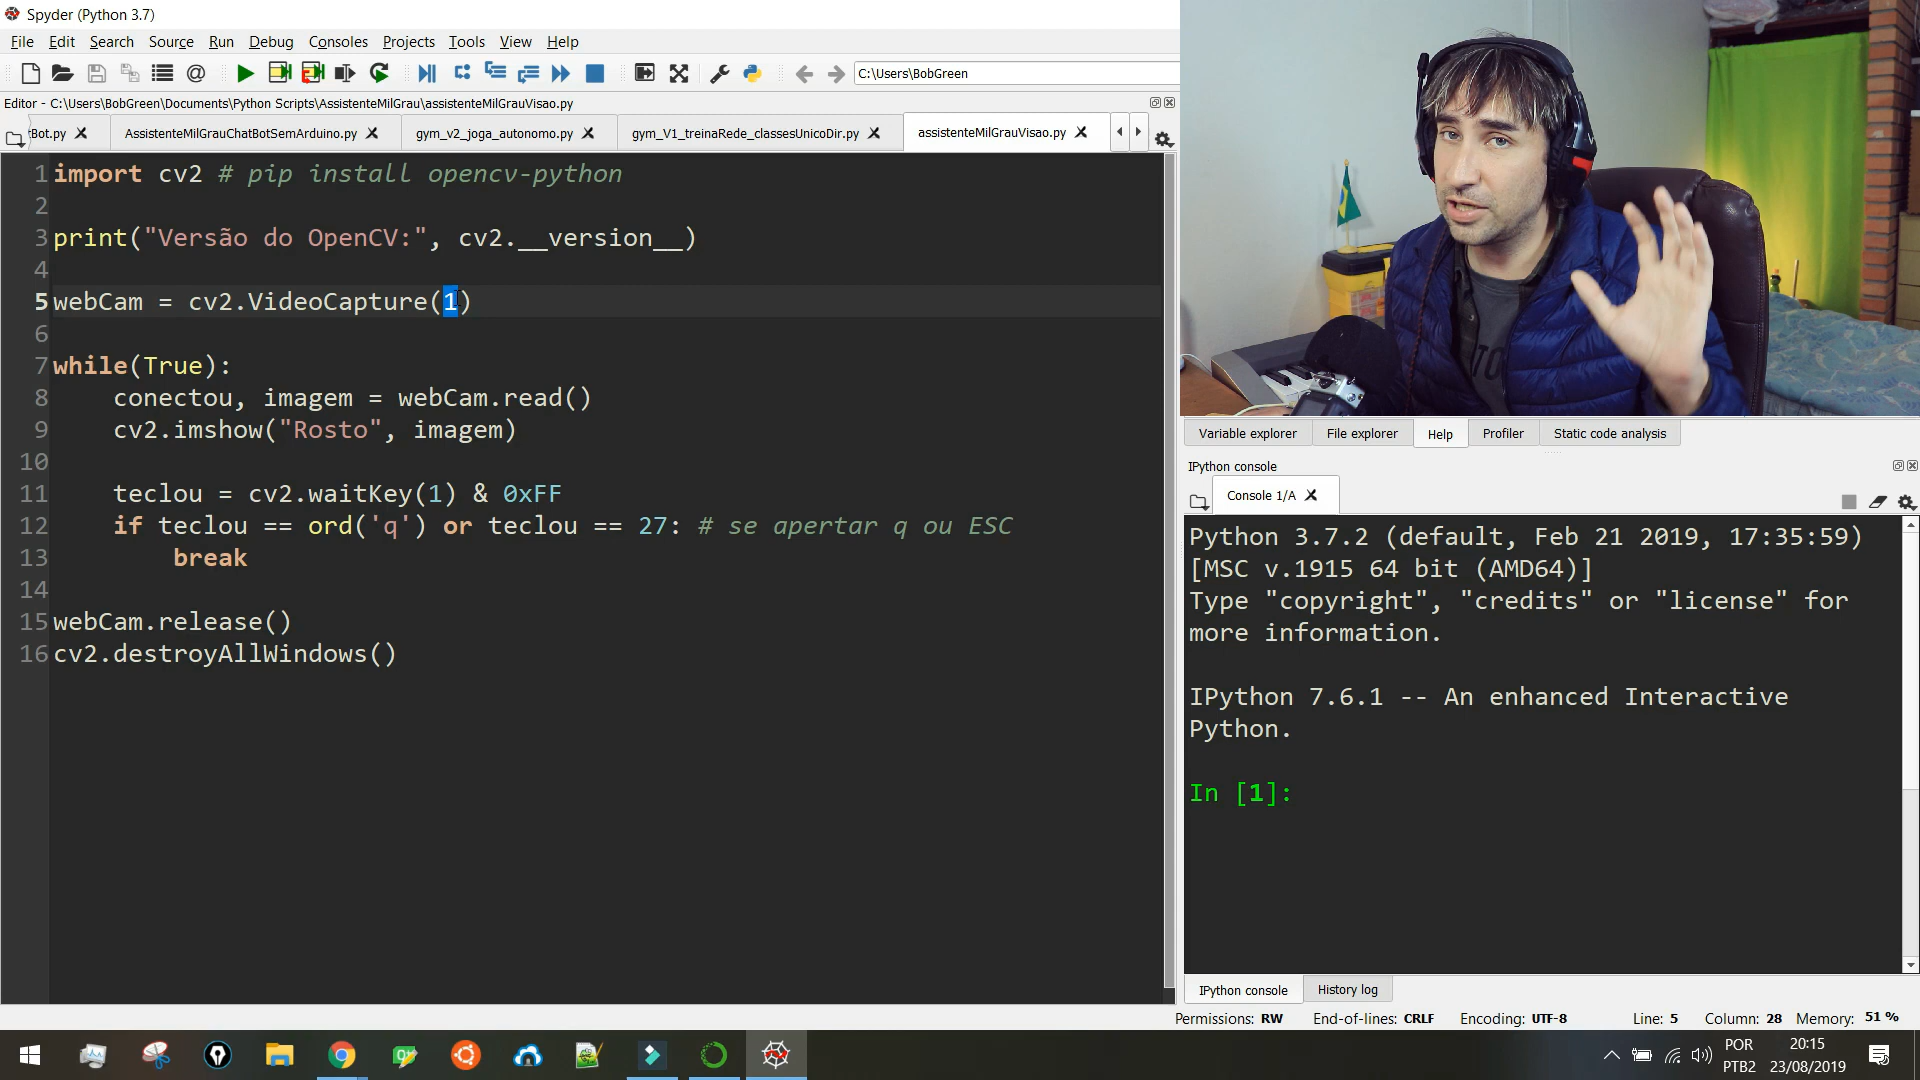 Spyder (Python 3.7)
File Edit Search Source Run Debug Consoles Projects Tools View Help
C:\Users\BobGreen
Editor - C:\Users\BobGreen\Documents\Python Scripts\AssistenteMilGrau\assistenteMilGrauVisao.py
tBot.py AssistenteMilGrauChatBotSemArduino.py gym_v2_joga_autonomo.py gym_V1_treinaRede_classesUnicoDir.py assistenteMilGrauVisao.py
1 import cv2 # pip install opencv-python
2
3 print("Versão do OpenCV:", cv2.__version__)
4
5 webCam = cv2.VideoCapture(1)
6
7 while(True):
8 conectou, imagem = webCam.read()
9 cv2.imshow("Rosto", imagem)
10
11 teclou = cv2.waitKey(1) & 0xFF
12 if teclou == ord('q') or teclou == 27: # se apertar q ou ESC
13 break
14
15 webCam.release()
16 cv2.destroyAllWindows()
Variable explorer File explorer Help Profiler Static code analysis
IPython console
Console 1/A
Python 3.7.2 (default, Feb 21 2019, 17:35:59)
[MSC v.1915 64 bit (AMD64)]
Type "copyright", "credits" or "license" for
more information.
IPython 7.6.1 -- An enhanced Interactive
Python.
In [1]:
IPython console History log
Permissions: RW End-of-lines: CRLF Encoding: UTF-8 Line: 5 Column: 28 Memory: 51 %
POR
PTB2
20:15
23/08/2019